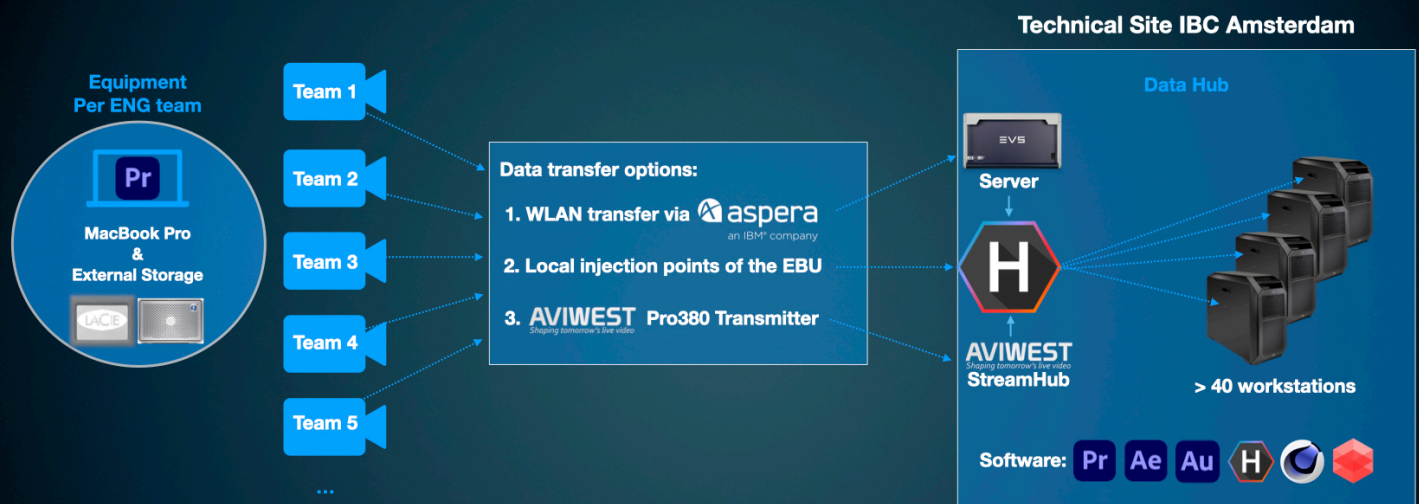 Technical Site IBC Amsterdam
Equipment
Per ENG team
Pr
MacBook Pro
&
External Storage
LACIE
Team 1
Team 2
Team 3
Team 4
Team 5
...
Data transfer options:
1. WLAN transfer via aspera
an IBM® company
2. Local injection points of the EBU
3. AVIWEST Pro380 Transmitter
Shaping tomorrow's live video
Data Hub
EVS
Server
H
AVIWEST
Shaping tomorrow's live video
StreamHub
> 40 workstations
Software: Pr Ae Au H